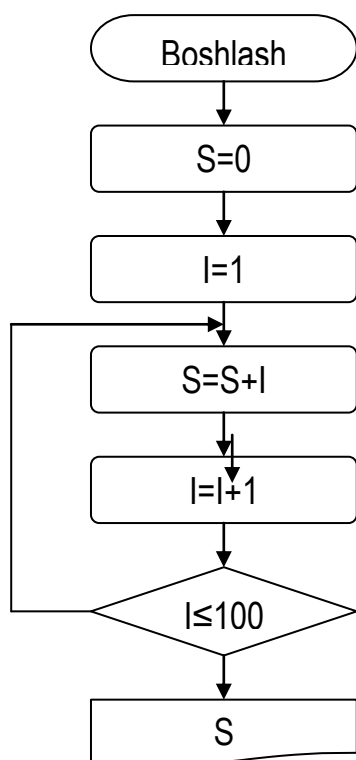 Boshlash
S=0
I=1
S=S+I
I=I+1
I≤100
S